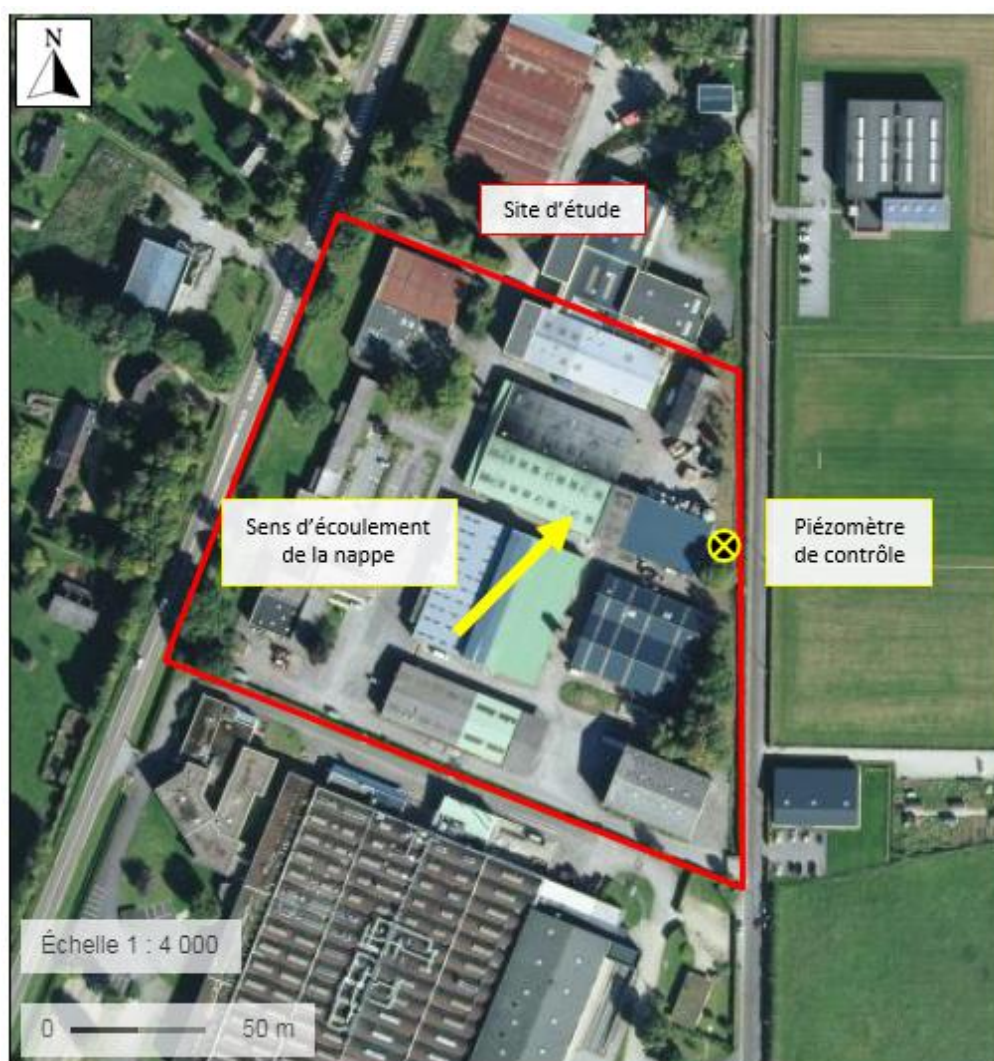 N
Site d'étude
Sens d'écoulement
de la nappe
Piézomètre
de contrôle
Échelle 1 : 4 000
0 50 m